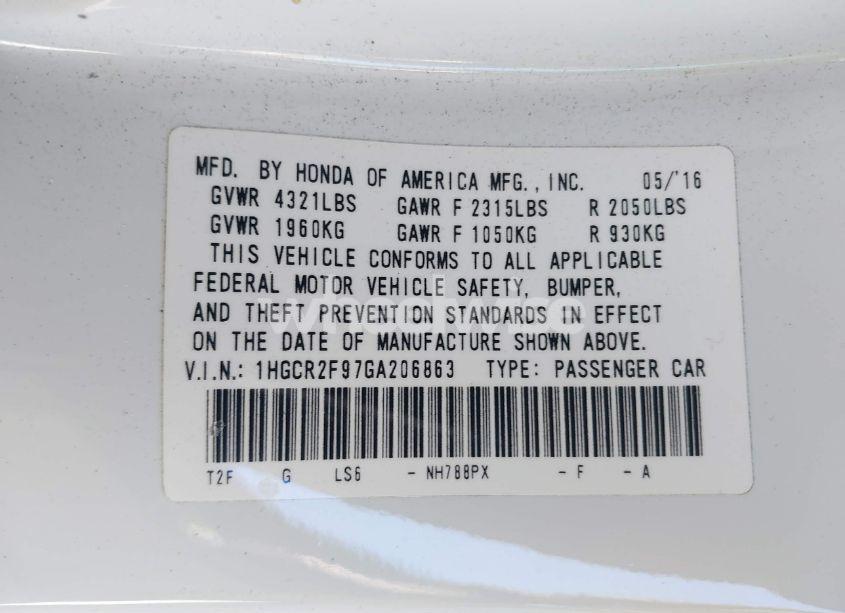 MFD. BY HONDA OF AMERICA MFG., INC. 05/'16
GVWR 4321LBS GAWR F 2315LBS R 2050LBS
GVWR 1960KG GAWR F 1050KG R 930KG
THIS VEHICLE CONFORMS TO ALL APPLICABLE
FEDERAL MOTOR VEHICLE SAFETY, BUMPER,
AND THEFT PREVENTION STANDARDS IN EFFECT
ON THE DATE OF MANUFACTURE SHOWN ABOVE.
V.I.N.: 1HGCR2F97GA206863 TYPE: PASSENGER CAR
T2F G LS6 - NH788PX - F - A